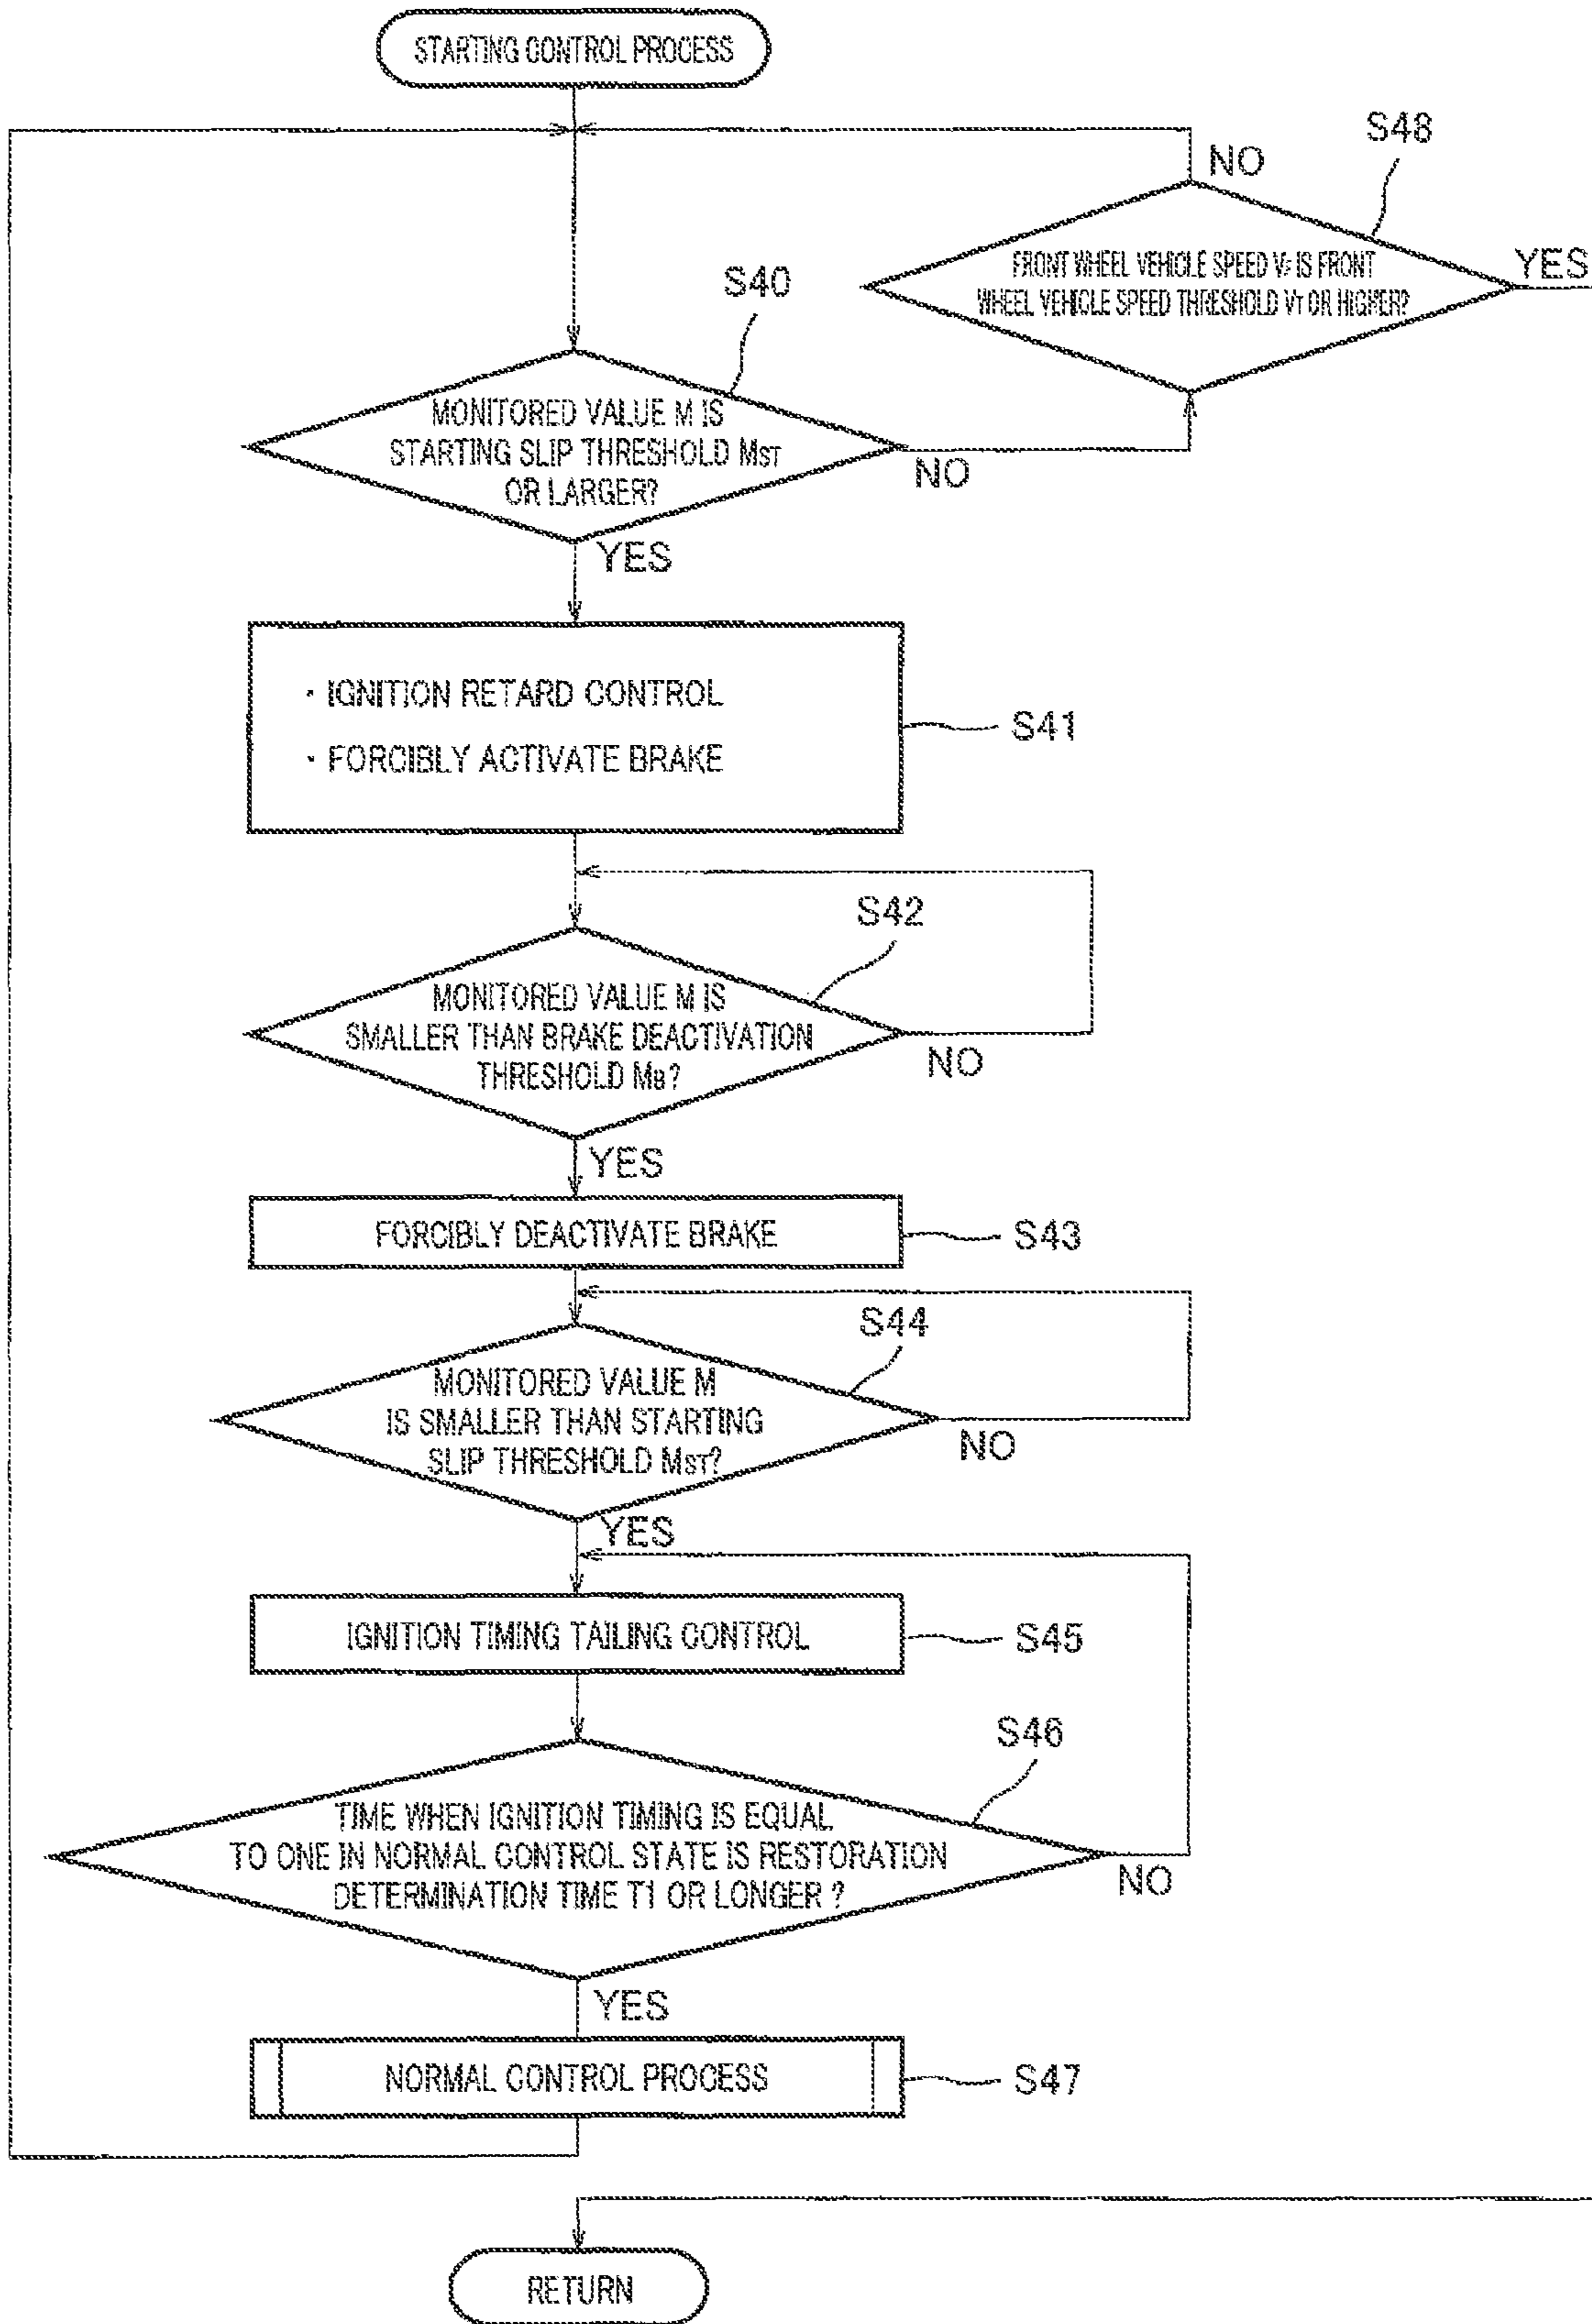 STARTING CONTROL PROCESS
S48
NO
FRONT WHEEL VEHICLE SPEED VF IS FRONT
WHEEL VEHICLE SPEED THRESHOLD VT OR HIGHER?
YES
S40
MONITORED VALUE M IS
STARTING SLIP THRESHOLD MST
OR LARGER?
NO
YES
· IGNITION RETARD CONTROL
· FORCIBLY ACTIVATE BRAKE
S41
S42
MONITORED VALUE M IS
SMALLER THAN BRAKE DEACTIVATION
THRESHOLD MB?
NO
YES
FORCIBLY DEACTIVATE BRAKE
S43
S44
MONITORED VALUE M
IS SMALLER THAN STARTING
SLIP THRESHOLD MST?
NO
YES
IGNITION TIMING TAILING CONTROL
S45
S46
TIME WHEN IGNITION TIMING IS EQUAL
TO ONE IN NORMAL CONTROL STATE IS RESTORATION
DETERMINATION TIME T1 OR LONGER ?
NO
YES
NORMAL CONTROL PROCESS
S47
RETURN